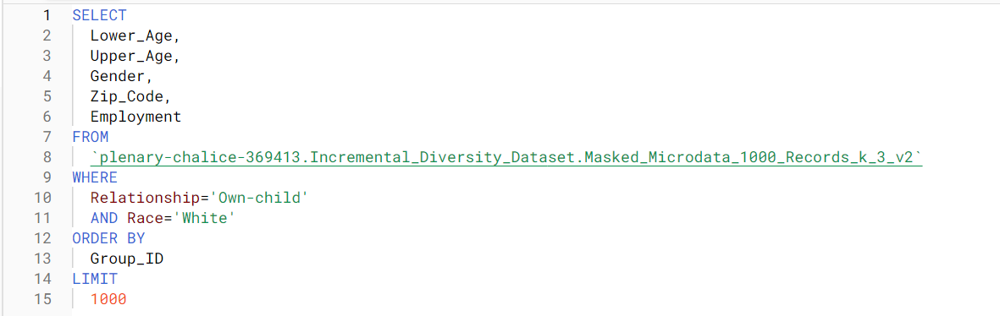 1 SELECT
2 Lower_Age,
3 Upper_Age,
4 Gender,
5 Zip_Code,
6 Employment
7 FROM
8 `plenary-chalice-369413.Incremental_Diversity_Dataset.Masked_Microdata_1000_Records_k_3_v2`
9 WHERE
10 Relationship='Own-child'
11 AND Race='White'
12 ORDER BY
13 Group_ID
14 LIMIT
15 1000